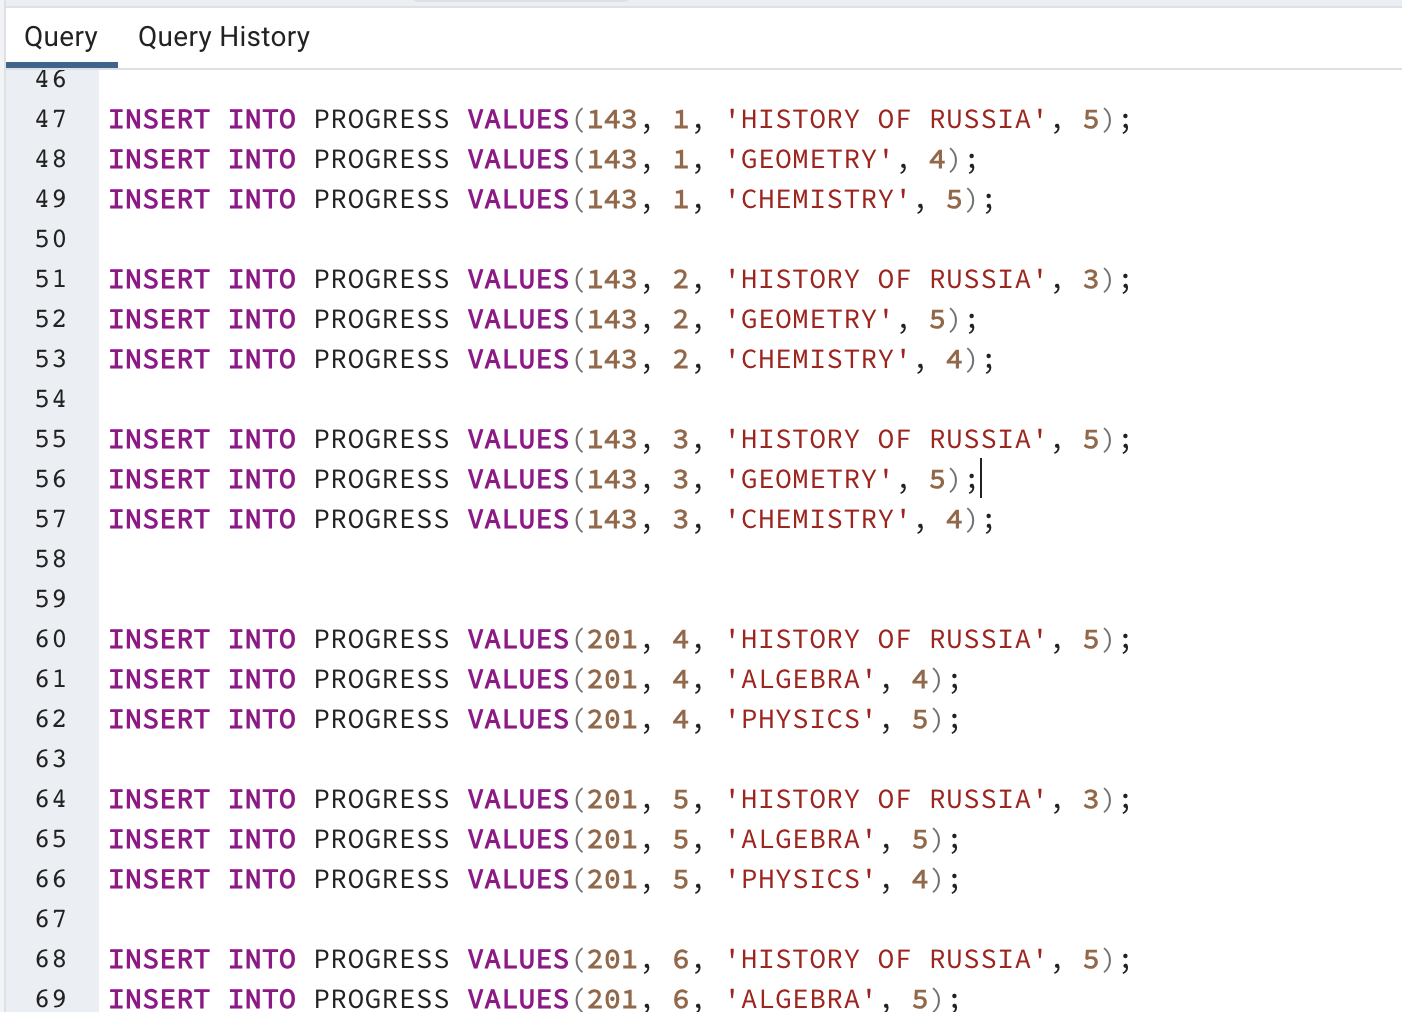 Query Query History
46
47 INSERT INTO PROGRESS VALUES(143, 1, 'HISTORY OF RUSSIA', 5);
48 INSERT INTO PROGRESS VALUES(143, 1, 'GEOMETRY', 4);
49 INSERT INTO PROGRESS VALUES(143, 1, 'CHEMISTRY', 5);
50
51 INSERT INTO PROGRESS VALUES(143, 2, 'HISTORY OF RUSSIA', 3);
52 INSERT INTO PROGRESS VALUES(143, 2, 'GEOMETRY', 5);
53 INSERT INTO PROGRESS VALUES(143, 2, 'CHEMISTRY', 4);
54
55 INSERT INTO PROGRESS VALUES(143, 3, 'HISTORY OF RUSSIA', 5);
56 INSERT INTO PROGRESS VALUES(143, 3, 'GEOMETRY', 5);
57 INSERT INTO PROGRESS VALUES(143, 3, 'CHEMISTRY', 4);
58
59
60 INSERT INTO PROGRESS VALUES(201, 4, 'HISTORY OF RUSSIA', 5);
61 INSERT INTO PROGRESS VALUES(201, 4, 'ALGEBRA', 4);
62 INSERT INTO PROGRESS VALUES(201, 4, 'PHYSICS', 5);
63
64 INSERT INTO PROGRESS VALUES(201, 5, 'HISTORY OF RUSSIA', 3);
65 INSERT INTO PROGRESS VALUES(201, 5, 'ALGEBRA', 5);
66 INSERT INTO PROGRESS VALUES(201, 5, 'PHYSICS', 4);
67
68 INSERT INTO PROGRESS VALUES(201, 6, 'HISTORY OF RUSSIA', 5);
69 INSERT INTO PROGRESS VALUES(201, 6, 'ALGEBRA', 5);